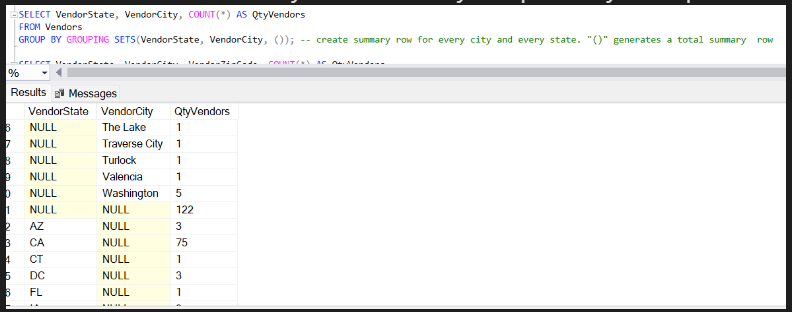 SELECT VendorState, VendorCity, COUNT(*) AS QtyVendors
FROM Vendors
GROUP BY GROUPING SETS(VendorState, VendorCity, ()); -- create summary row for every city and every state. "()" generates a total summary  row
SELECT VendorState, VendorCity, VendorZipCode, COUNT(*) AS QtyVendors
%
Results Messages
VendorState VendorCity QtyVendors
6 NULL The Lake 1
7 NULL Traverse City 1
8 NULL Turlock 1
9 NULL Valencia 1
0 NULL Washington 5
1 NULL NULL 122
2 AZ NULL 3
3 CA NULL 75
4 CT NULL 1
5 DC NULL 3
6 FL NULL 1